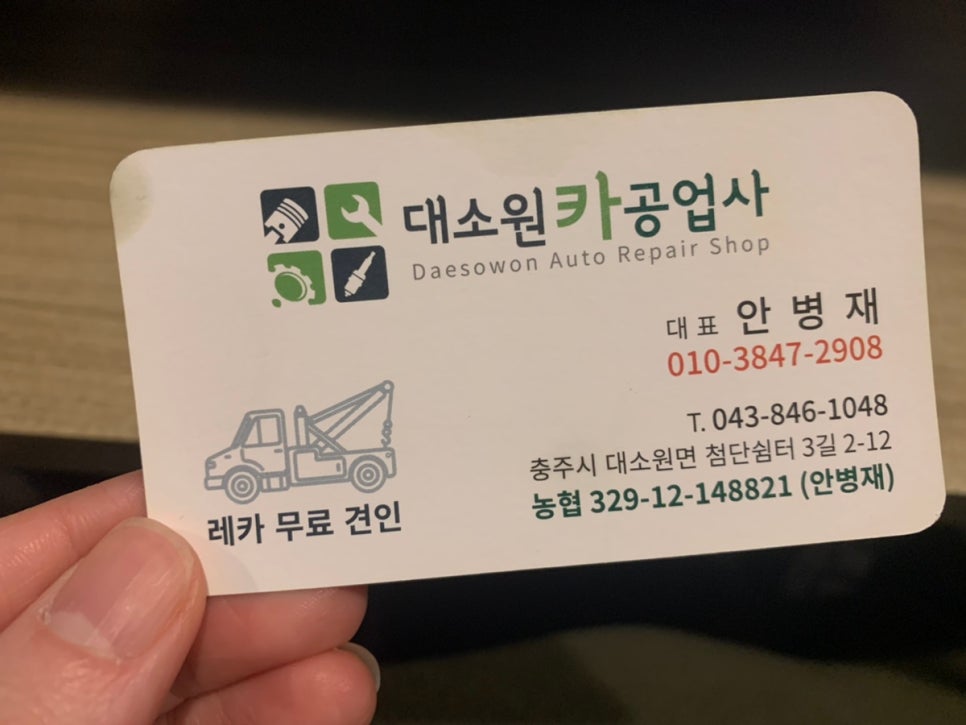 대소원카공업사
Daesowon Auto Repair Shop
대표 안병재
010-3847-2908
T. 043-846-1048
충주시 대소원면 첨단쉼터 3길 2-12
농협 329-12-148821 (안병재)
레카 무료 견인